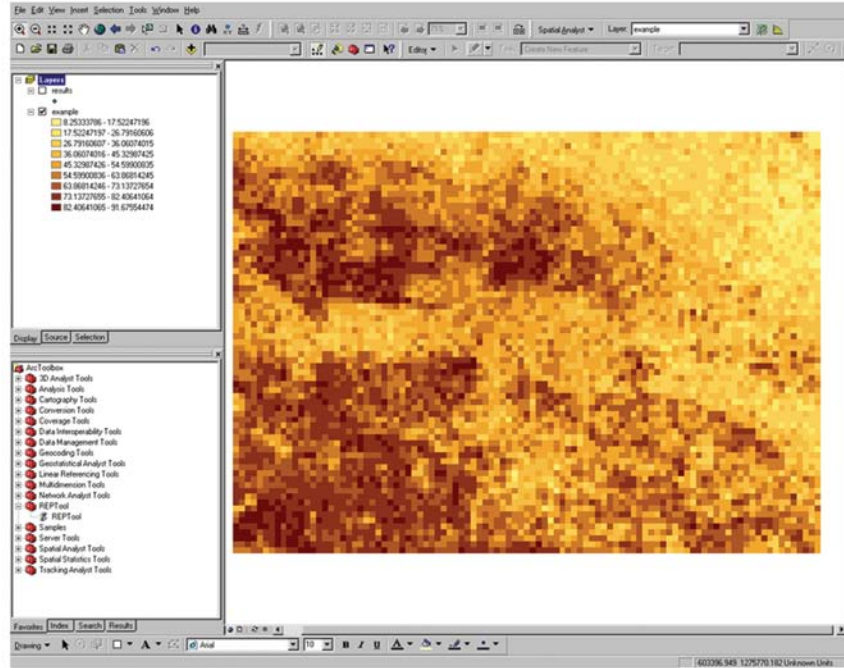 File Edit View Insert Selection Tools Window Help
Spatial Analyst Layer: example
Editor Task: Create New Feature Target:
Layers
results
example
8.25333786 - 17.52247196
17.52247197 - 26.79160606
26.79160607 - 36.06074015
36.06074016 - 45.32987425
45.32987426 - 54.59900835
54.59900836 - 63.86814245
63.86814246 - 73.13727654
73.13727655 - 82.40641064
82.40641065 - 91.67554474
Display Source Selection
ArcToolbox
3D Analyst Tools
Analysis Tools
Cartography Tools
Conversion Tools
Coverage Tools
Data Interoperability Tools
Data Management Tools
Geocoding Tools
Geostatistical Analyst Tools
Linear Referencing Tools
Multidimension Tools
Network Analyst Tools
REPTool
REPTool
Samples
Server Tools
Spatial Analyst Tools
Spatial Statistics Tools
Tracking Analyst Tools
Favorites Index Search Results
Drawing Arial 10 B I U A
603396.949 1275770.182 Unknown Units